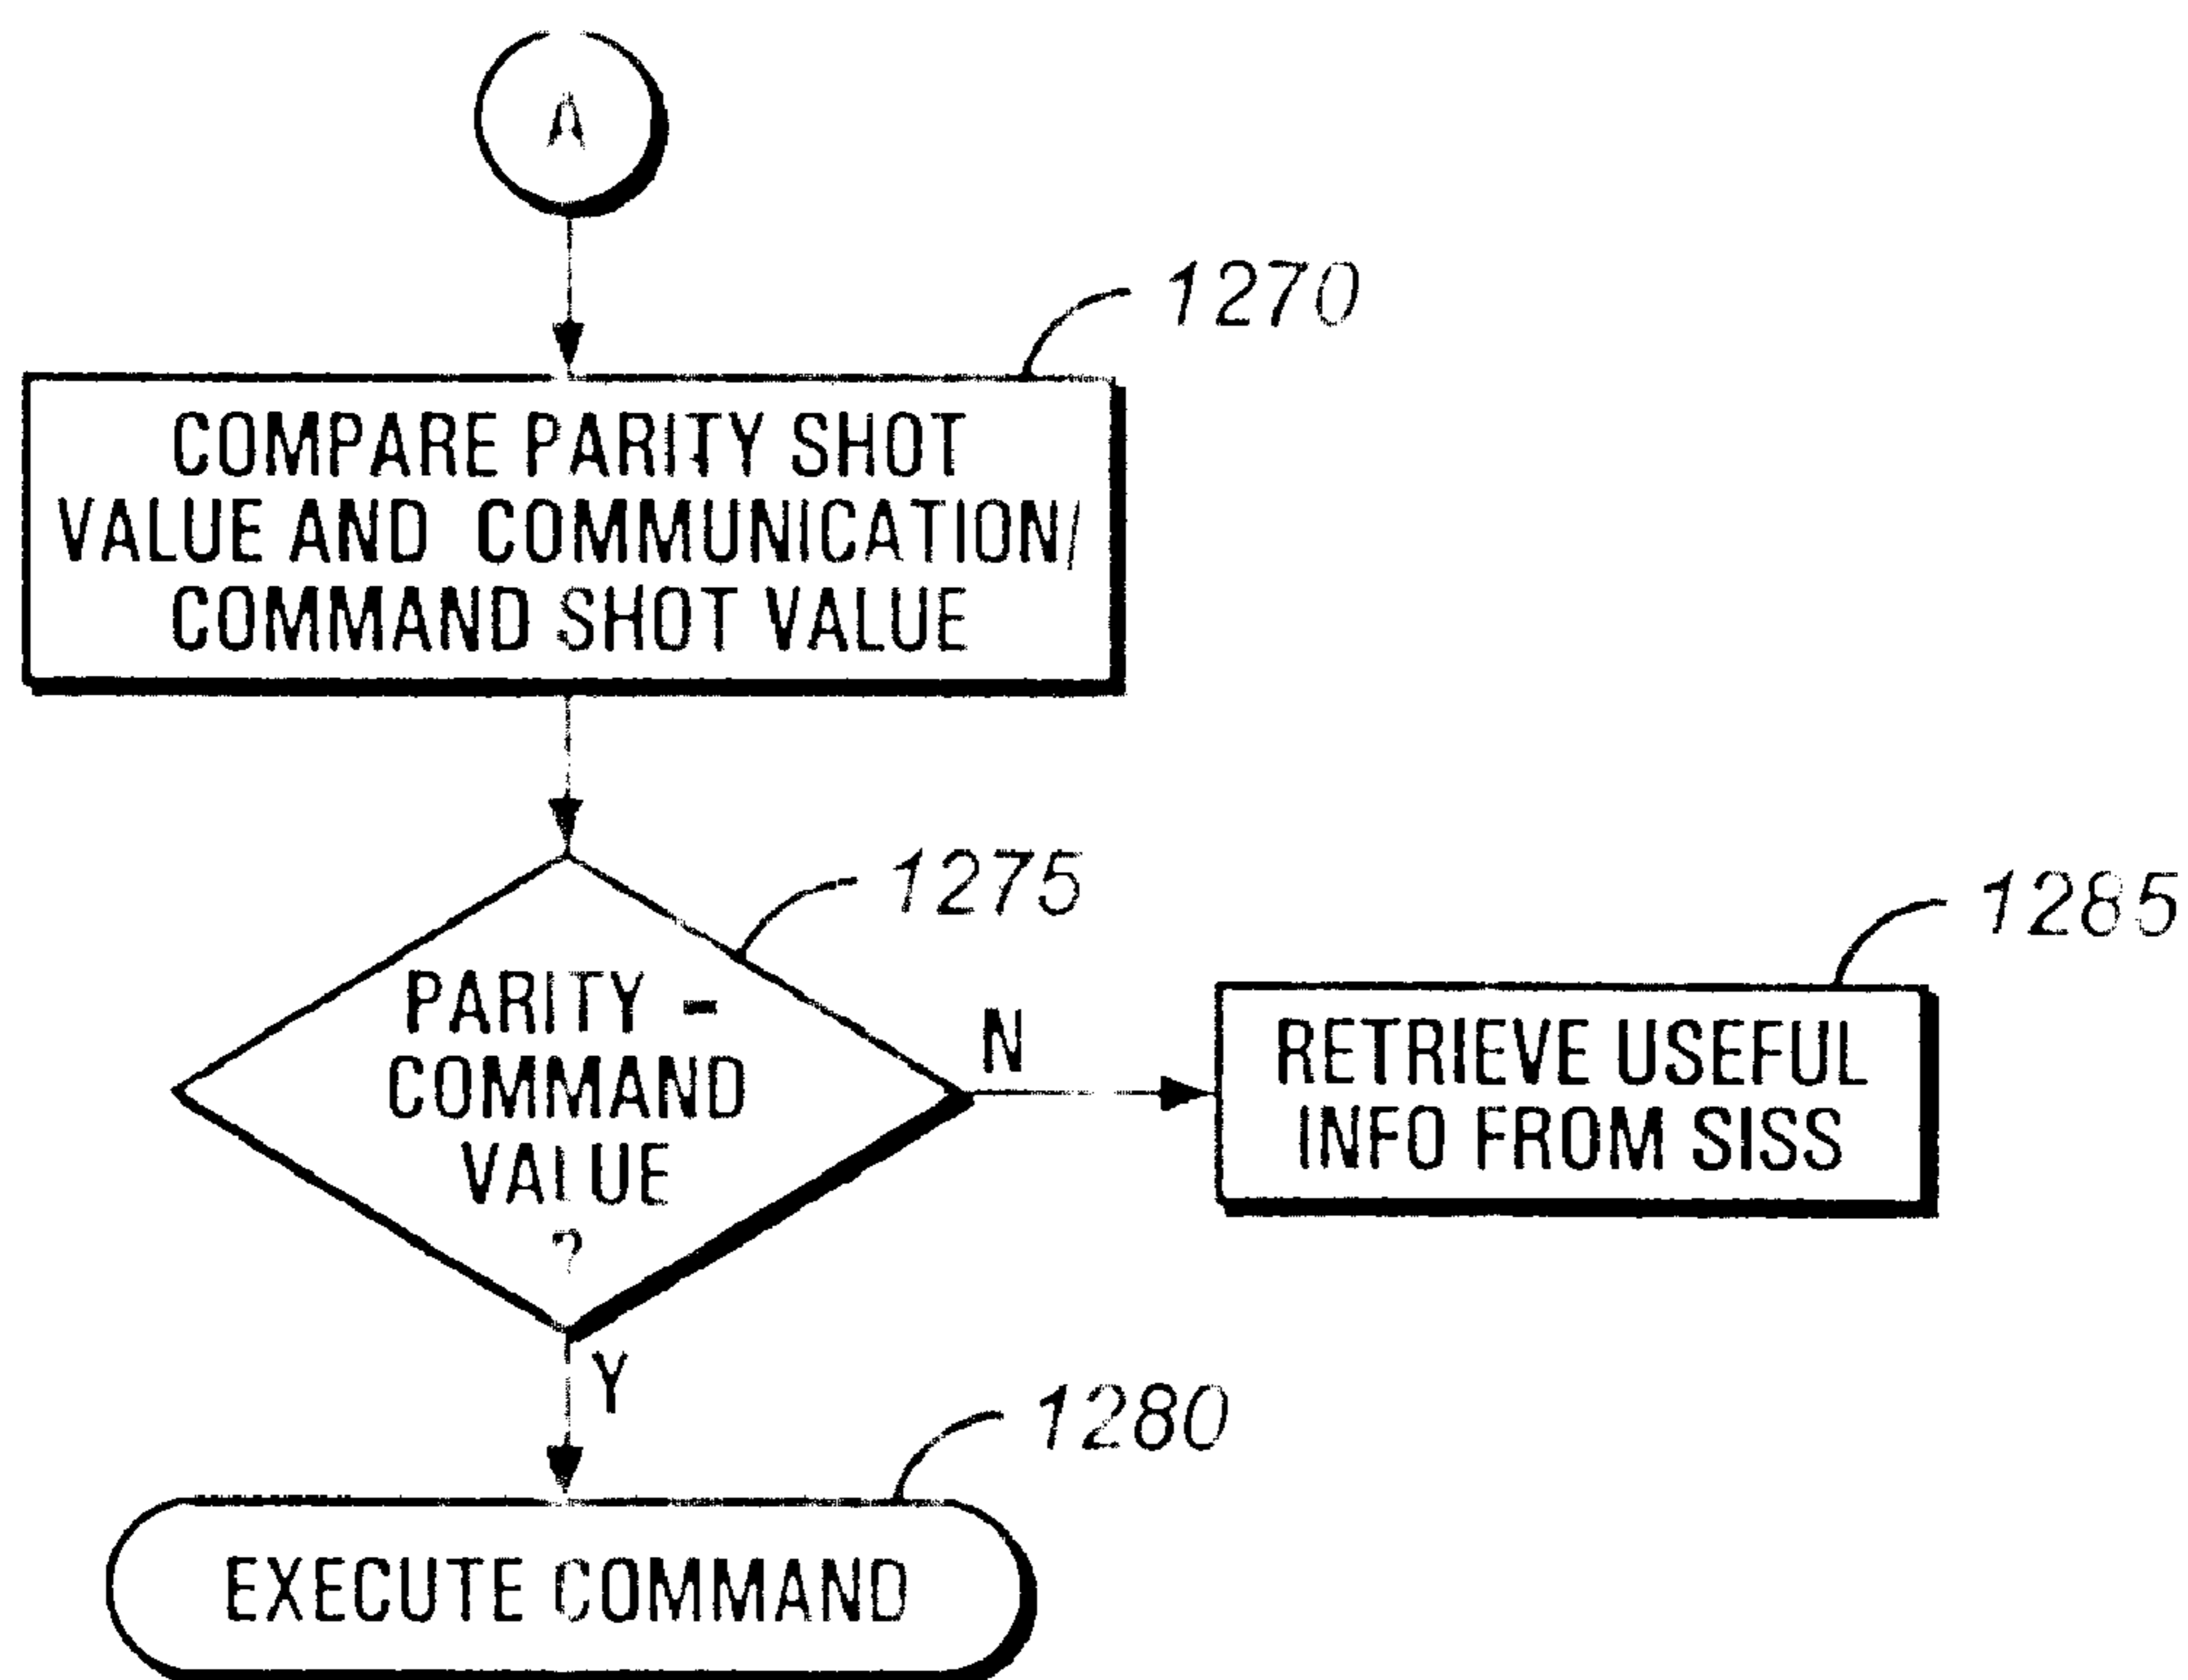 A
1270
COMPARE PARITY SHOT
VALUE AND COMMUNICATION/
COMMAND SHOT VALUE
1275
PARITY -
COMMAND
VALUE
?
N
1285
RETRIEVE USEFUL
INFO FROM SISS
Y
1280
EXECUTE COMMAND